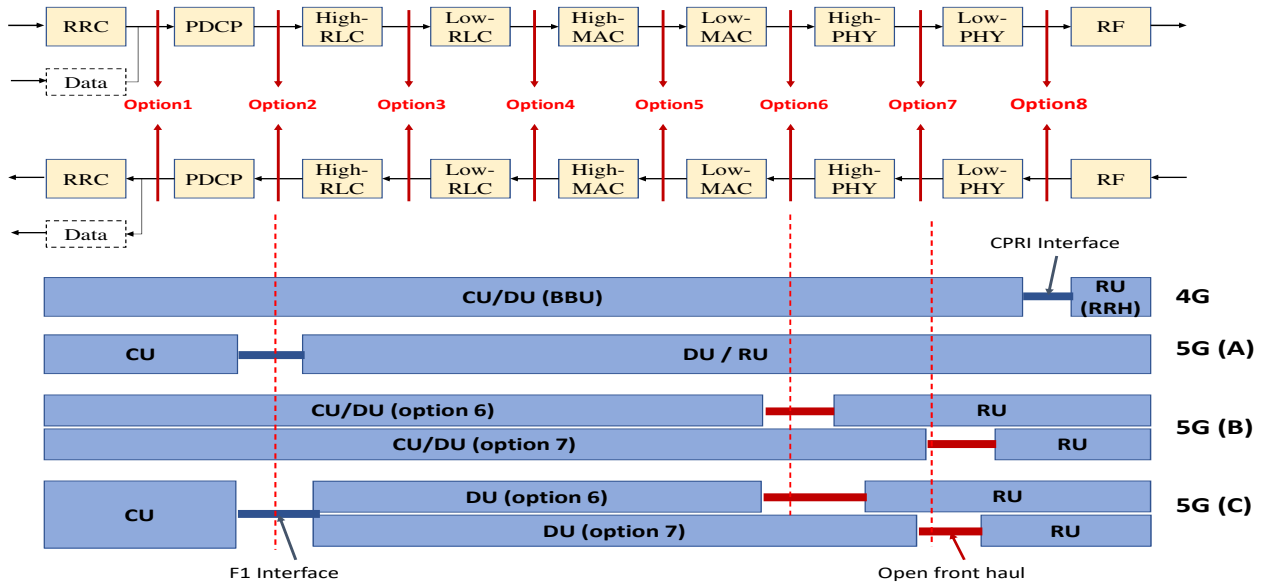 RRC
PDCP
High-
RLC
Low-
RLC
High-
MAC
Low-
MAC
High-
PHY
Low-
PHY
RF
Data
Option1
Option2
Option3
Option4
Option5
Option6
Option7
Option8
RRC
PDCP
High-
RLC
Low-
RLC
High-
MAC
Low-
MAC
High-
PHY
Low-
PHY
RF
Data
CPRI Interface
CU/DU (BBU)
RU
(RRH)
4G
CU
DU / RU
5G (A)
CU/DU (option 6)
RU
CU/DU (option 7)
RU
5G (B)
CU
DU (option 6)
RU
DU (option 7)
RU
5G (C)
F1 Interface
Open front haul